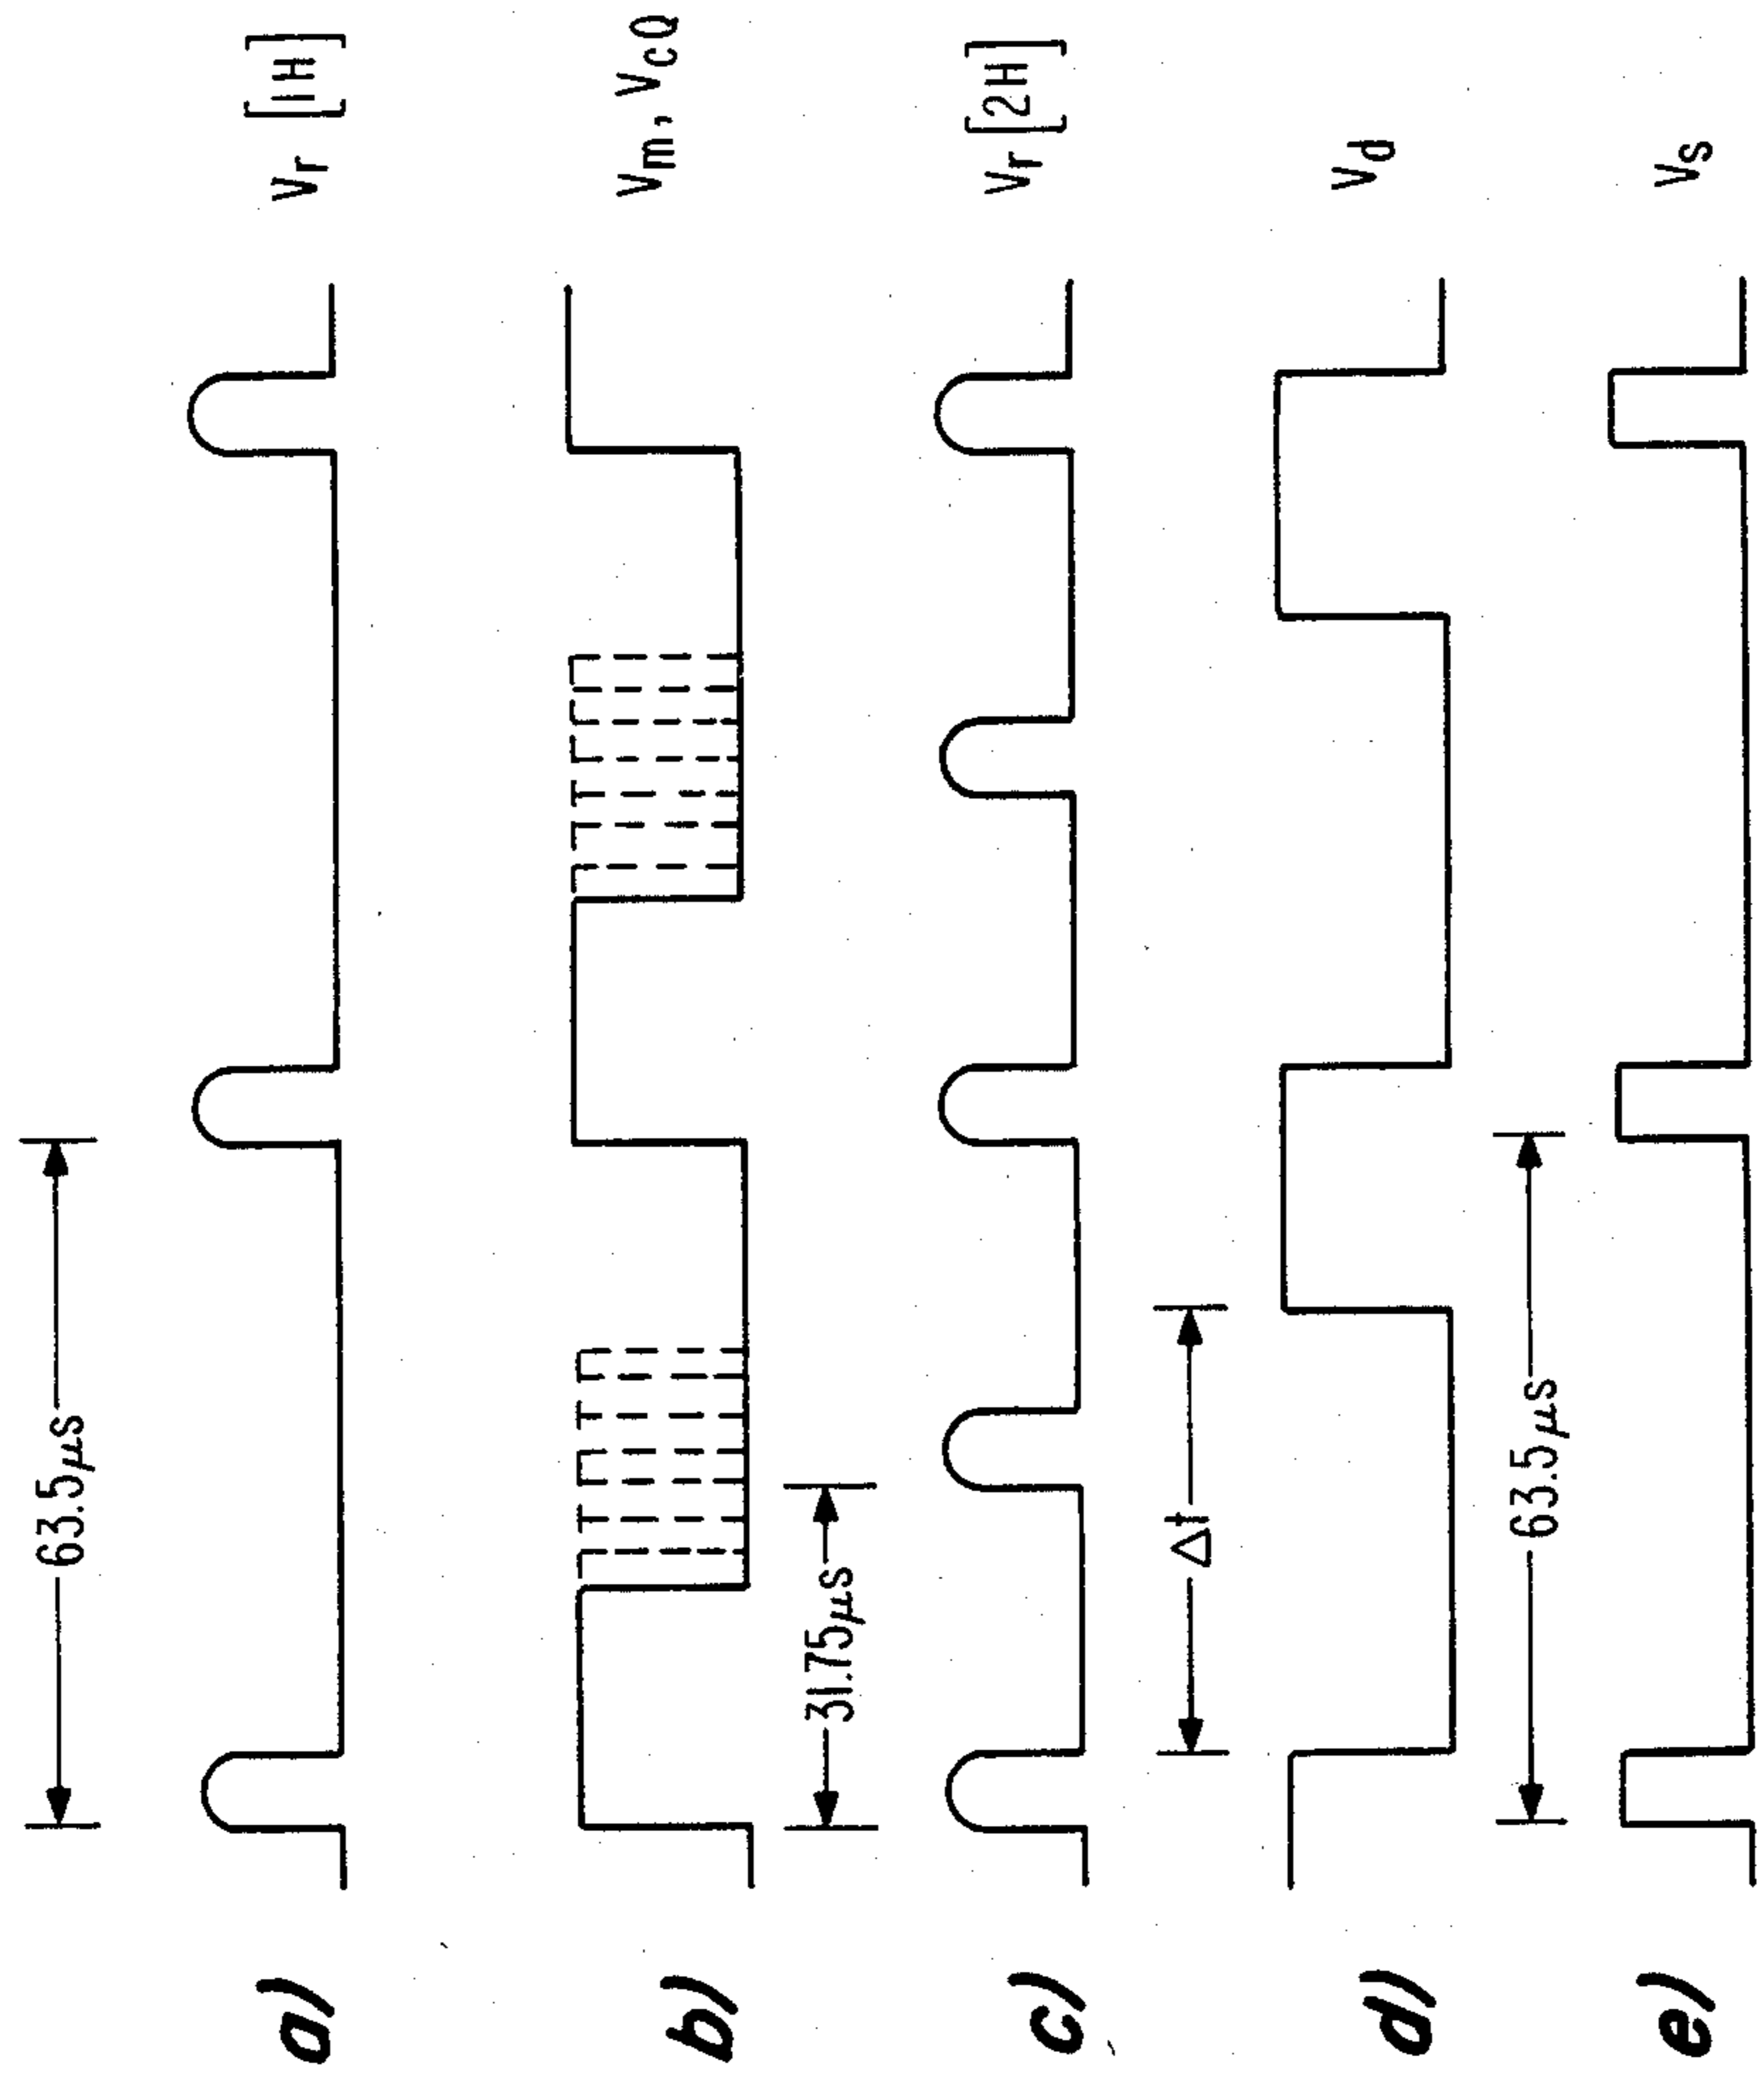 63.5μs
a) Vr [1H]
b) Vm, VcQ
31.75μs
c) Vr [2H]
Δt
d) Vd
63.5μs
e) Vs